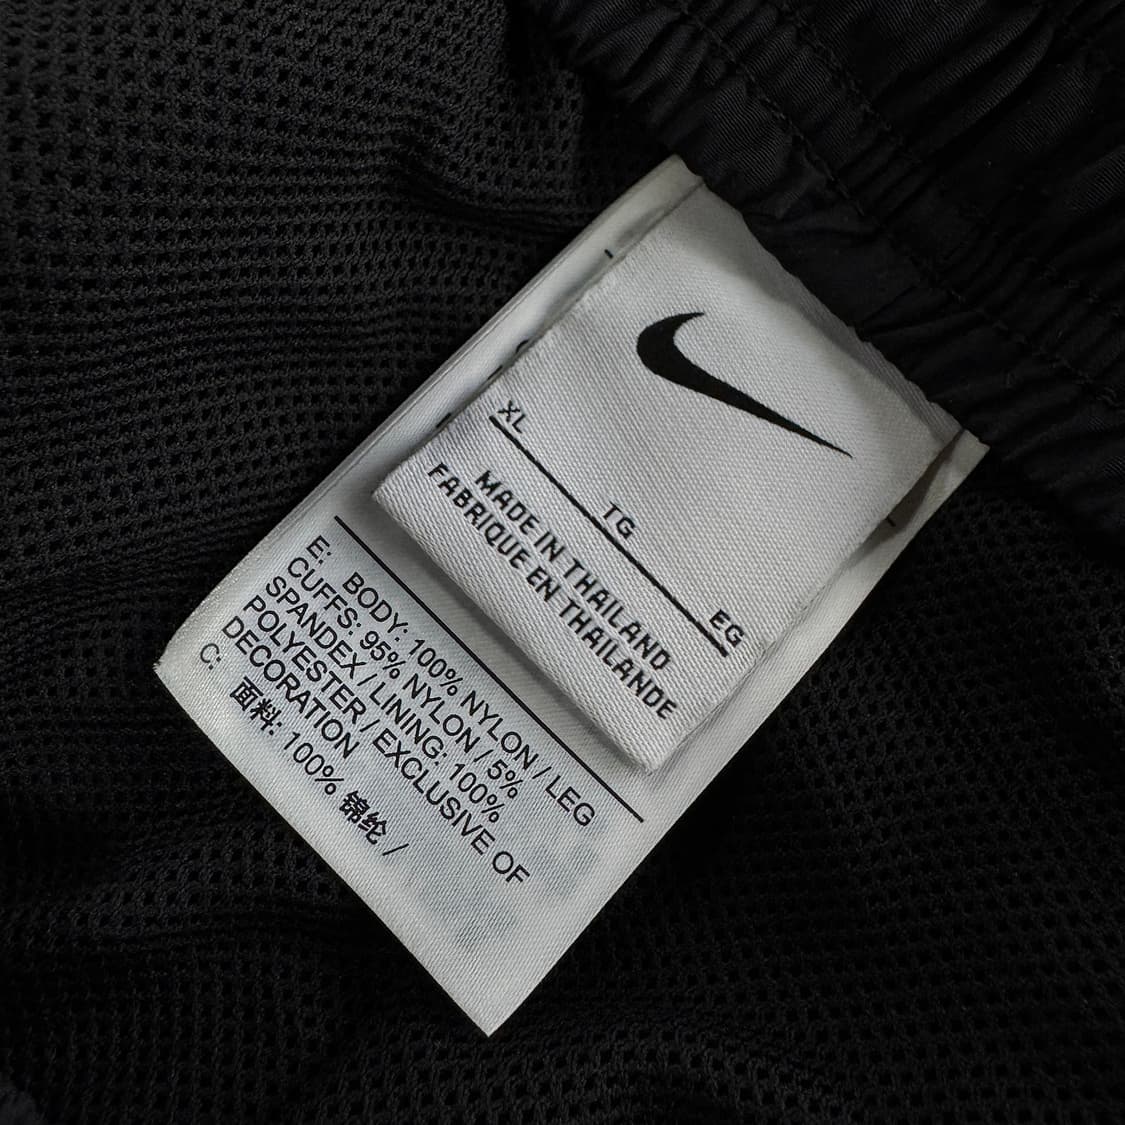 XL TG EG
MADE IN THAILAND
FABRIQUE EN THAILANDE
E: BODY: 100% NYLON / LEG
CUFFS: 95% NYLON / 5%
SPANDEX / LINING: 100%
POLYESTER / EXCLUSIVE OF
DECORATION
C: 面料: 100% 锦纶 /